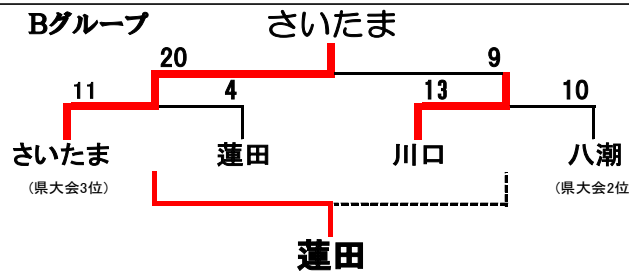 Bグループ
さいたま
20 9
11 4 13 10
さいたま 蓮田 川口 八潮
(県大会3位) (県大会2位
蓮田